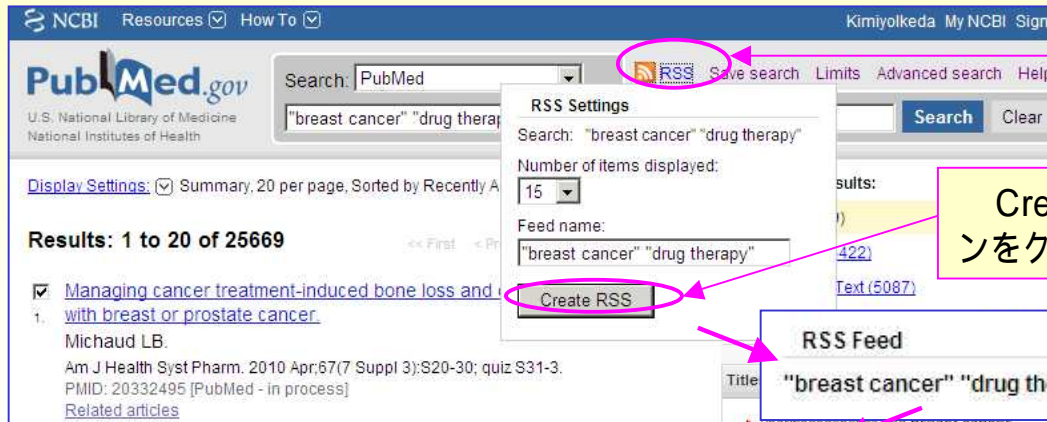 NCBI Resources How To KimiyoIkeda My NCBI Sign
PubMed.gov
U.S. National Library of Medicine
National Institutes of Health
Search: PubMed
RSS Save search Limits Advanced search Help
"breast cancer" "drug therap
Search Clear
RSS Settings
Search: "breast cancer" "drug therapy"
Number of items displayed:
15
Feed name:
"breast cancer" "drug therapy"
Create RSS
Display Settings: Summary, 20 per page, Sorted by Recently A
Results: 1 to 20 of 25669
<< First < Pr
1. Managing cancer treatment-induced bone loss and
with breast or prostate cancer.
Michaud LB.
Am J Health Syst Pharm. 2010 Apr;67(7 Suppl 3):S20-30; quiz S31-3.
PMID: 20332495 [PubMed - in process]
Related articles
sults:
)
422)
Text (5087)
Cre
ンをク
RSS Feed
Title
"breast cancer" "drug th